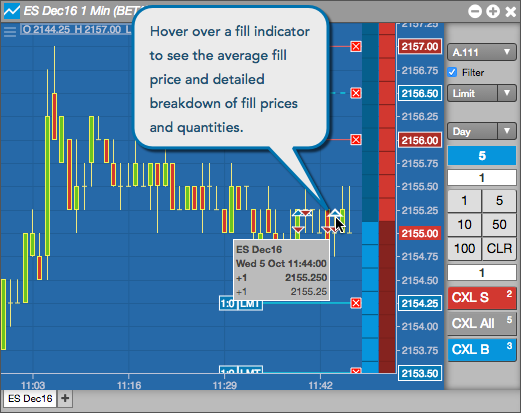 ES Dec16 1 Min (BET
O 2144.25 H 2157.00 L
Hover over a fill indicator
to see the average fill
price and detailed
breakdown of fill prices
and quantities.
2157.00
2156.75
2156.50
2156.25
2156.00
2155.75
2155.50
2155.25
2155.00
2154.75
2154.50
2154.25
2154.00
2153.75
2153.50
ES Dec16
Wed 5 Oct 11:44:00
+1 2155.250
+1 2155.25
1:0 LMT
1:0 LMT
11:03 11:16 11:29 11:42
A.111
Filter
Limit
Day
5
1
1 5
10 50
100 CLR
1
CXL S 2
CXL All 5
CXL B 3
ES Dec16 +